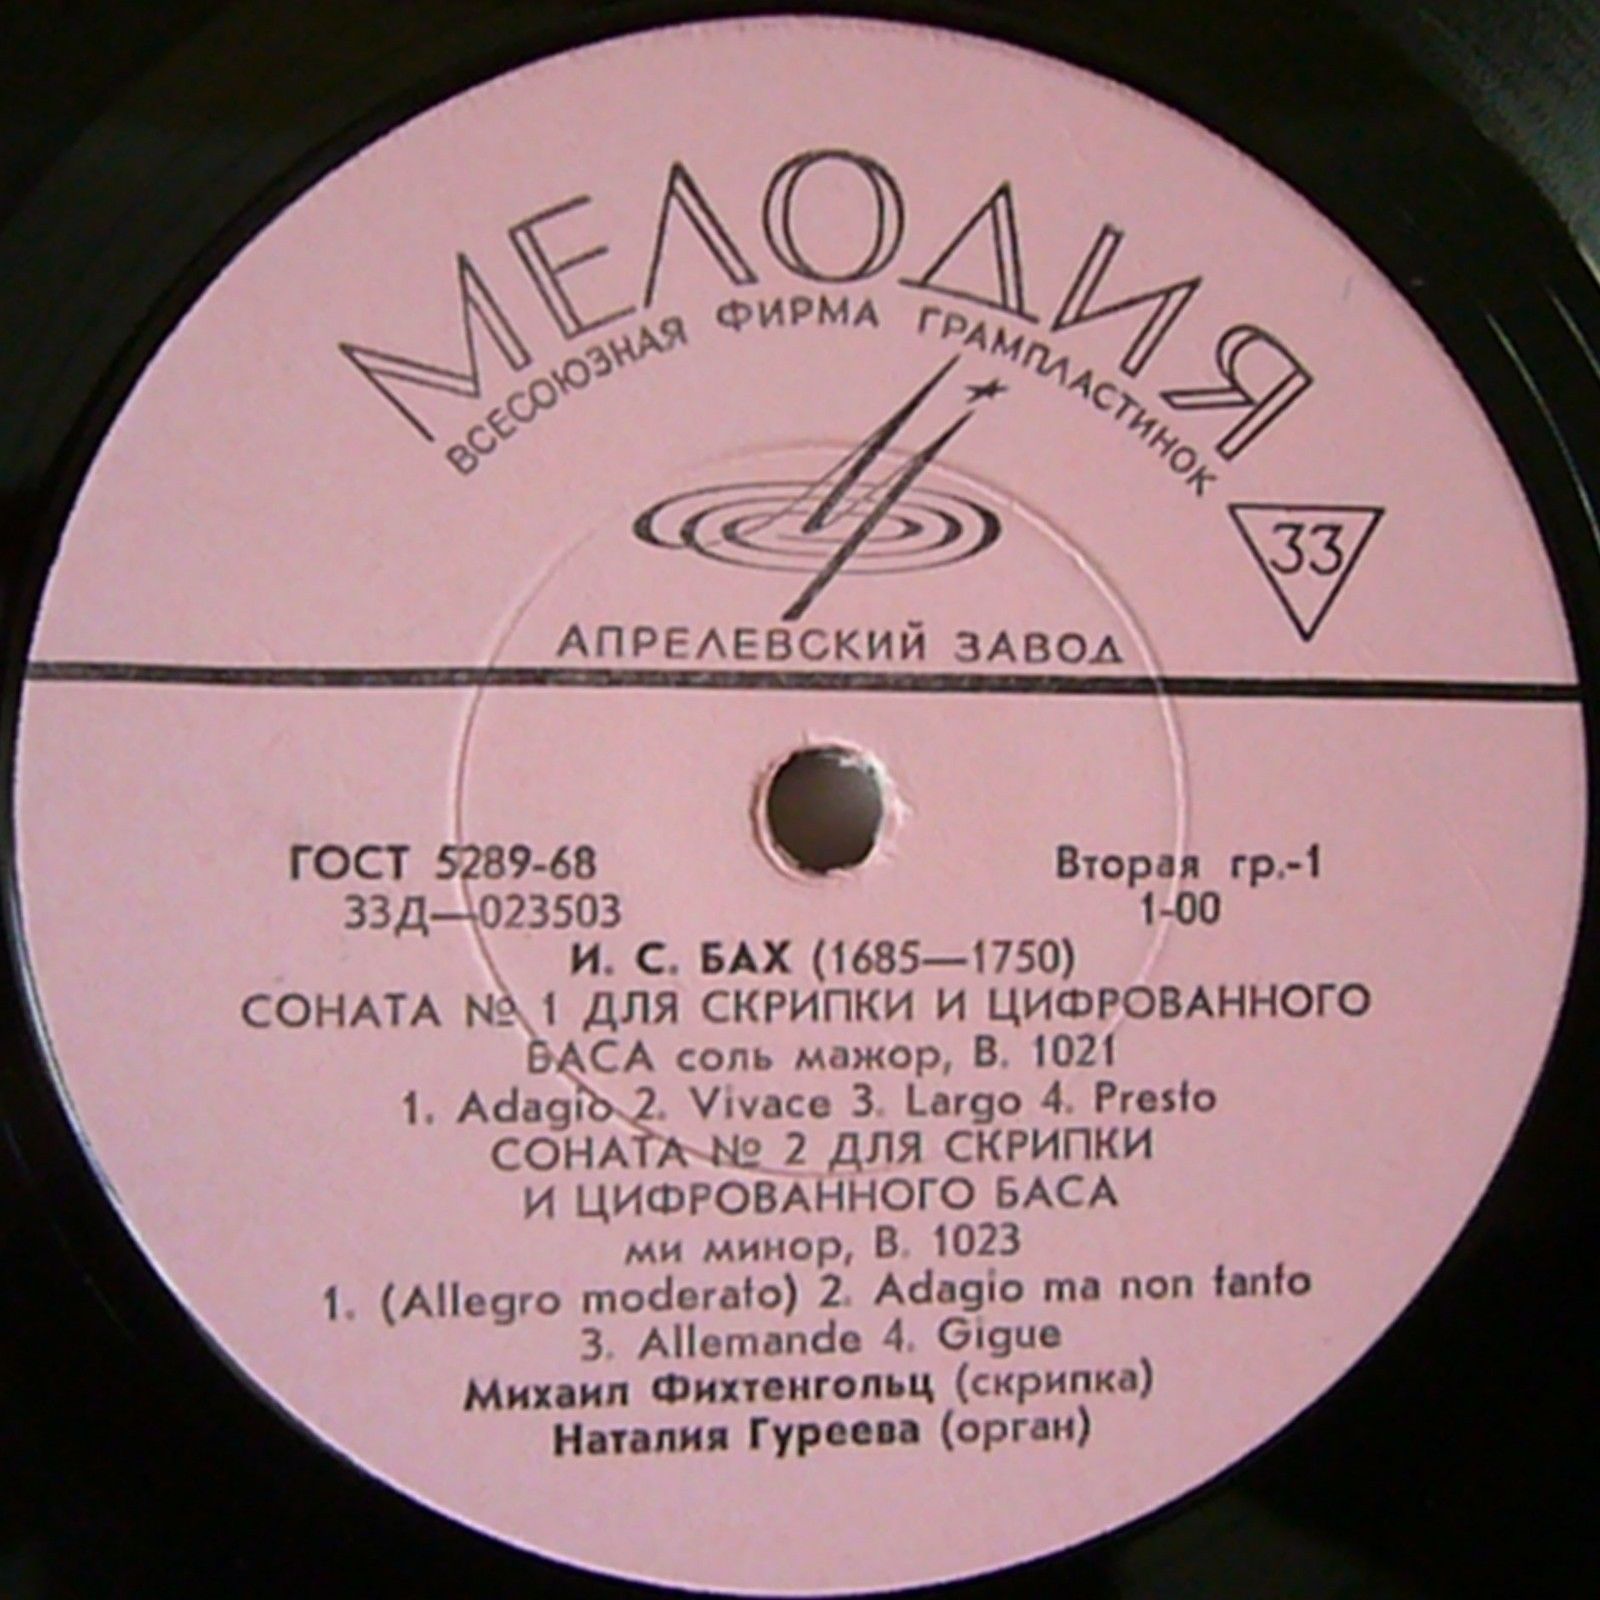 МЕЛОДИЯ
ВСЕСОЮЗНАЯ ФИРМА ГРАМПЛАСТИНОК
33
АПРЕЛЕВСКИЙ ЗАВОД
ГОСТ 5289-68
Вторая гр.-1
33Д—023503
1-00
И. С. БАХ (1685—1750)
СОНАТА № 1 ДЛЯ СКРИПКИ И ЦИФРОВАННОГО
БАСА соль мажор, В. 1021
1. Adagio 2. Vivace 3. Largo 4. Presto
СОНАТА № 2 ДЛЯ СКРИПКИ
И ЦИФРОВАННОГО БАСА
ми минор, В. 1023
1. (Allegro moderato) 2. Adagio ma non tanto
3. Allemande 4. Gigue
Михаил Фихтенгольц (скрипка)
Наталия Гуреева (орган)